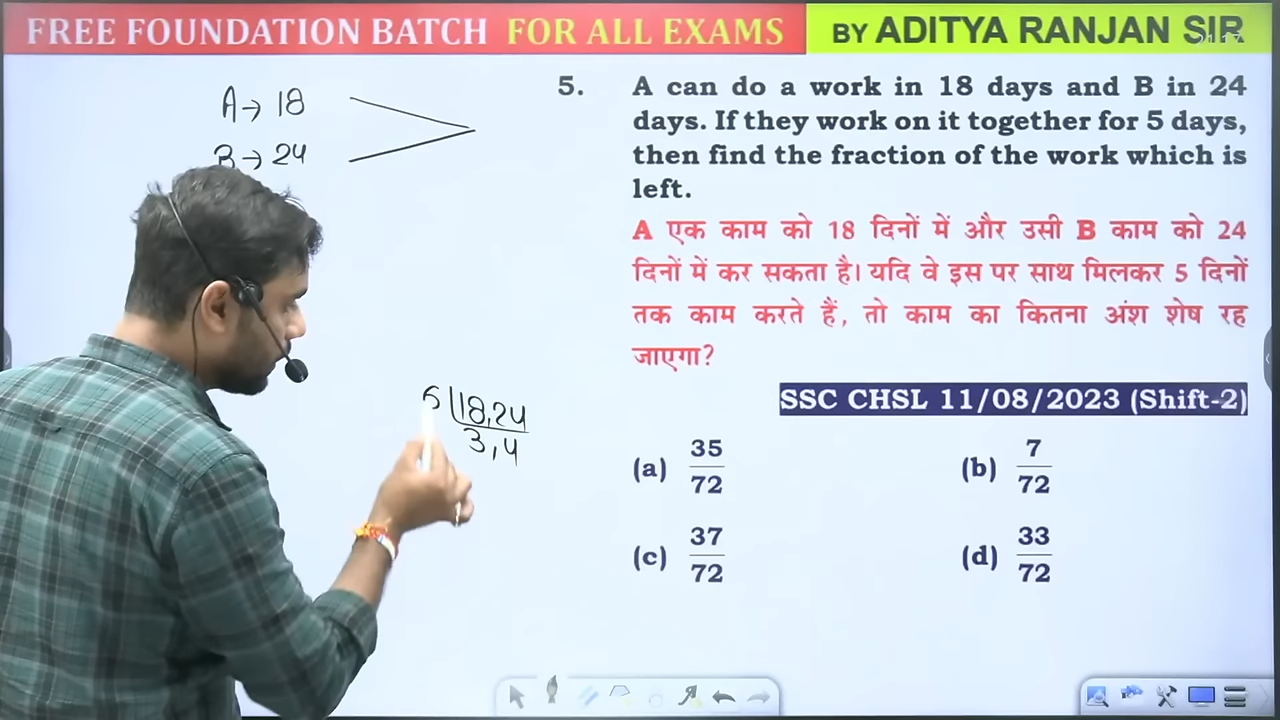 FREE FOUNDATION BATCH FOR ALL EXAMS
BY ADITYA RANJAN SIR
A → 18
B → 24
6 18,24
3,4
5. A can do a work in 18 days and B in 24
days. If they work on it together for 5 days,
then find the fraction of the work which is
left.
A एक काम को 18 दिनों में और उसी B काम को 24
दिनों में कर सकता है। यदि वे इस पर साथ मिलकर 5 दिनों
तक काम करते हैं, तो काम का कितना अंश शेष रह
जाएगा?
SSC CHSL 11/08/2023 (Shift-2)
(a) 35/72 (b) 7/72
(c) 37/72 (d) 33/72